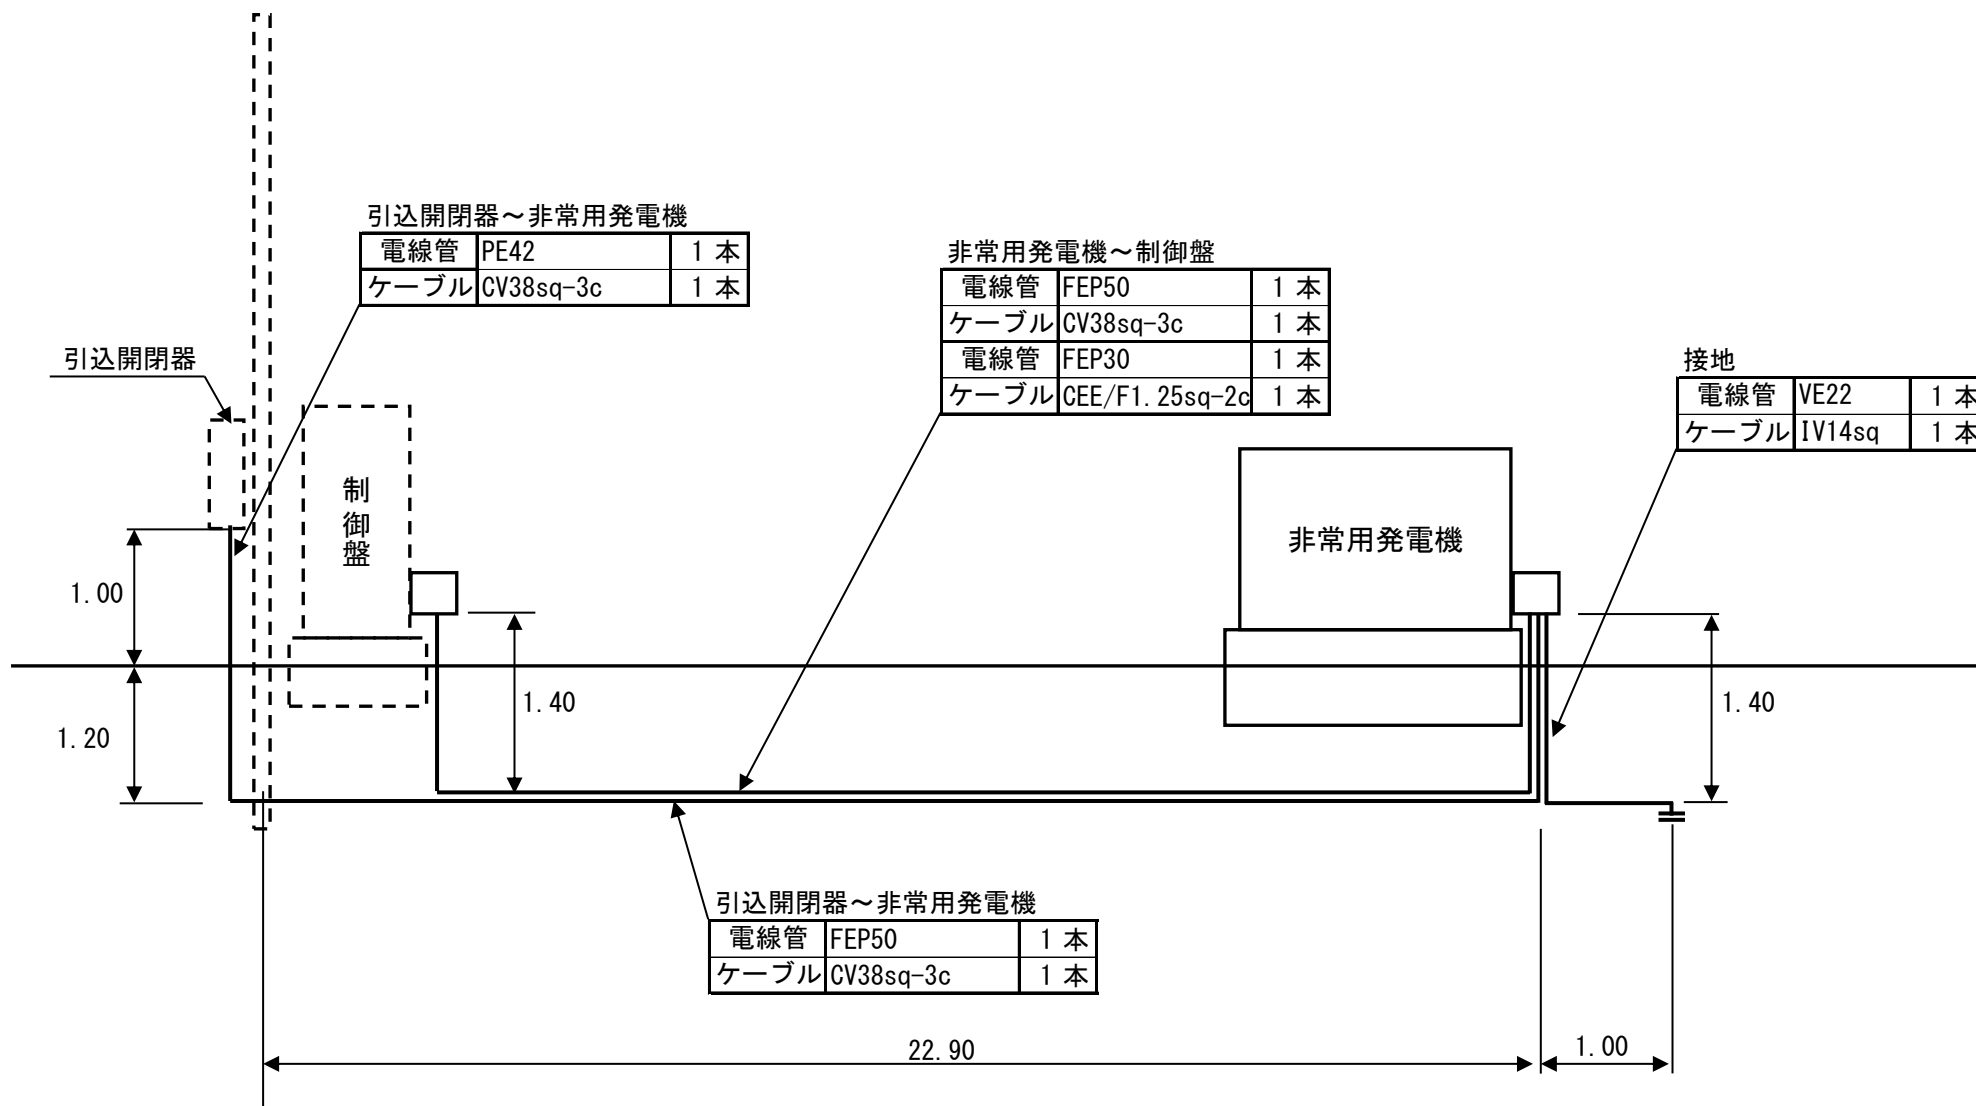 引込開閉器～非常用発電機
電線管 PE42 1 本
ケーブル CV38sq-3c 1 本
非常用発電機～制御盤
電線管 FEP50 1 本
ケーブル CV38sq-3c 1 本
電線管 FEP30 1 本
ケーブル CEE/F1.25sq-2c 1 本
引込開閉器
接地
電線管 VE22 1 本
ケーブル IV14sq 1 本
制御盤
非常用発電機
1.00
1.40
1.40
1.20
引込開閉器～非常用発電機
電線管 FEP50 1 本
ケーブル CV38sq-3c 1 本
22.90
1.00